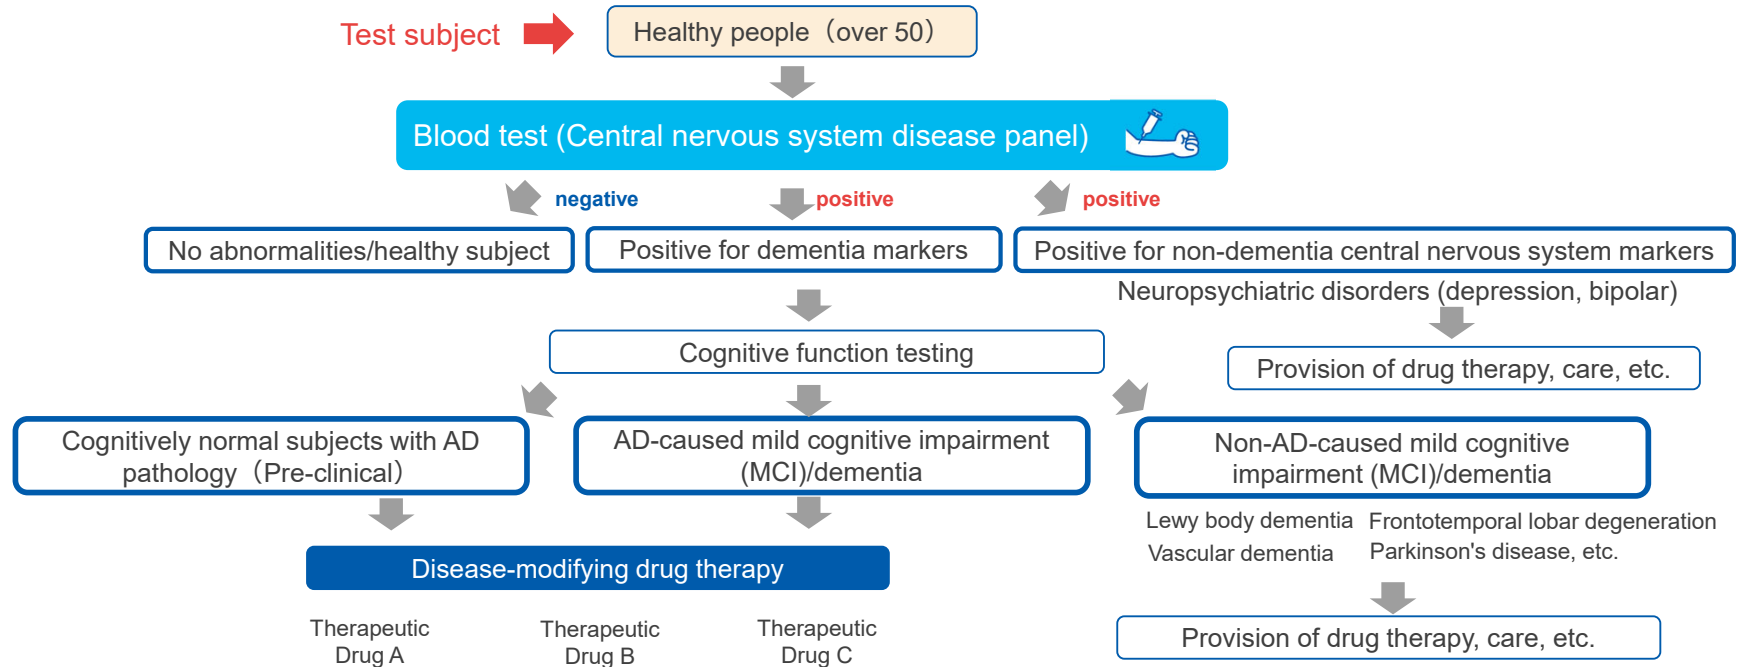 Test subject
Healthy people（over 50）
Blood test (Central nervous system disease panel)
negative
positive
positive
No abnormalities/healthy subject
Positive for dementia markers
Positive for non-dementia central nervous system markers
Neuropsychiatric disorders (depression, bipolar)
Cognitive function testing
Provision of drug therapy, care, etc.
Cognitively normal subjects with AD
pathology（Pre-clinical）
AD-caused mild cognitive impairment
(MCI)/dementia
Non-AD-caused mild cognitive
impairment (MCI)/dementia
Lewy body dementia
Frontotemporal lobar degeneration
Vascular dementia
Parkinson's disease, etc.
Disease-modifying drug therapy
Therapeutic
Drug A
Therapeutic
Drug B
Therapeutic
Drug C
Provision of drug therapy, care, etc.